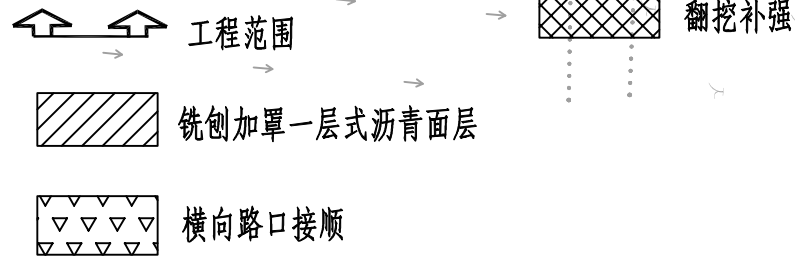 工程范围
翻挖补强
铣刨加罩一层式沥青面层
横向路口接顺